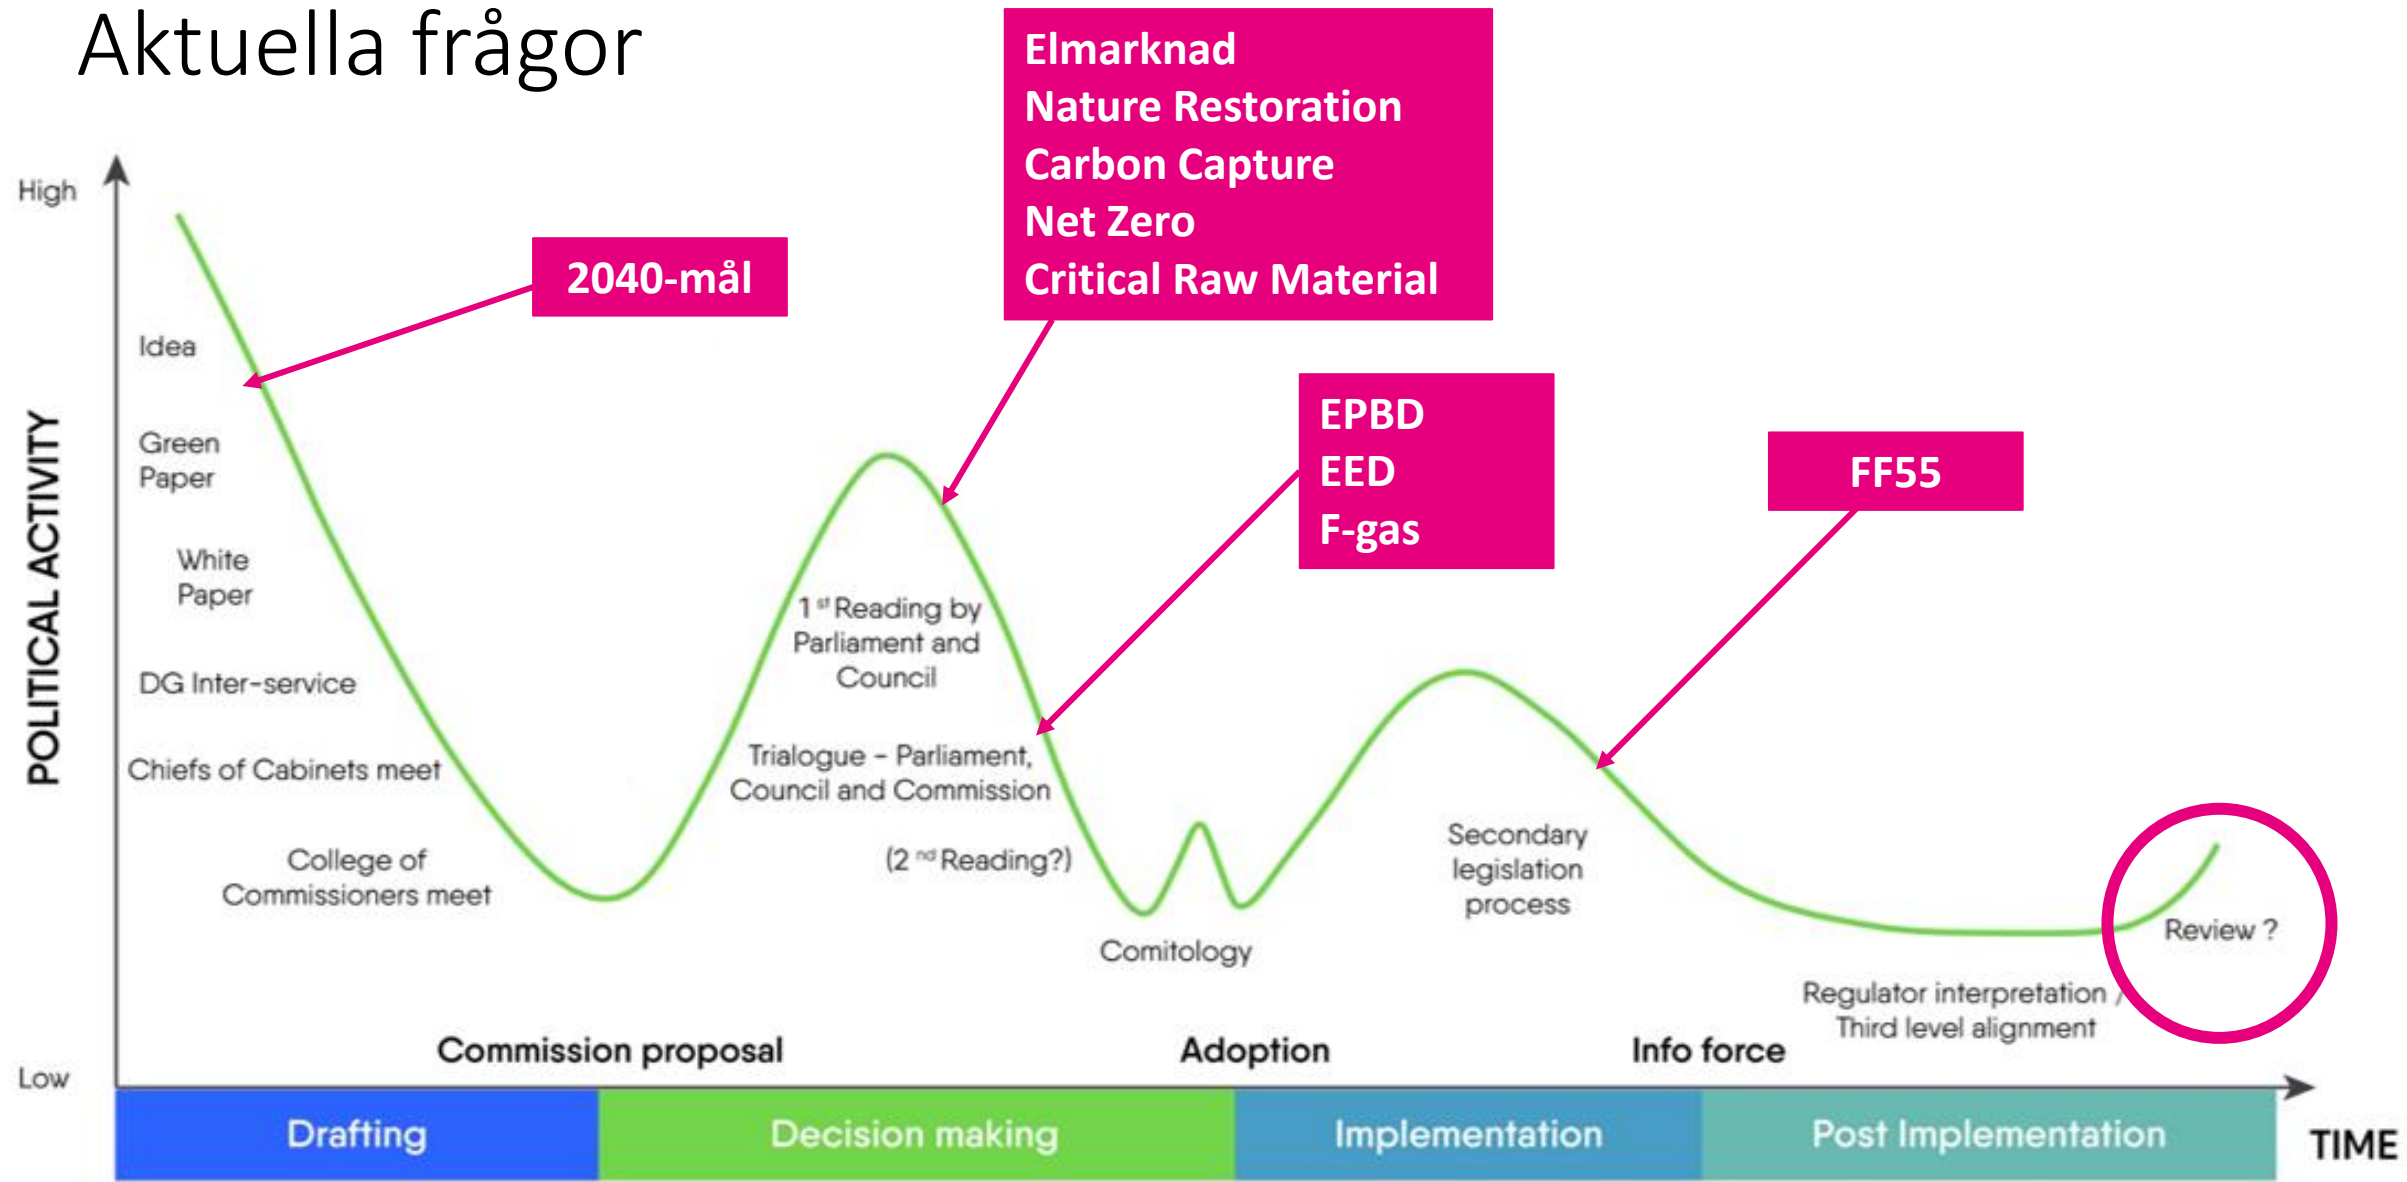 Aktuella frågor
Elmarknad
Nature Restoration
Carbon Capture
Net Zero
Critical Raw Material
High
2040-mål
Idea
EPBD
EED
F-gas
FF55
Green
Paper
White
Paper
POLITICAL ACTIVITY
1st Reading by
Parliament and
Council
DG Inter-service
Trialogue – Parliament,
Council and Commission
Chiefs of Cabinets meet
(2nd Reading?)
College of
Commissioners meet
Secondary
legislation
process
Comitology
Review ?
Regulator interpretation /
Third level alignment
Commission proposal
Adoption
Info force
Low
Drafting
Decision making
Implementation
Post Implementation
TIME